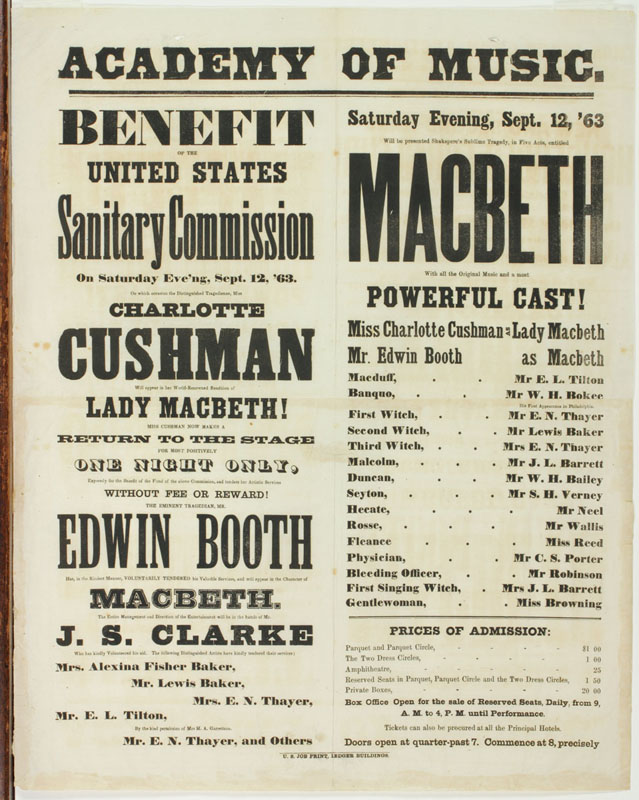 ACADEMY OF MUSIC.
BENEFIT
OF THE
UNITED STATES
Sanitary Commission
On Saturday Eve'ng, Sept. 12, '63.
On which occasion the Distinguished Tragedienne, Miss
CHARLOTTE
CUSHMAN
Will appear in her World-Renowned Rendition of
LADY MACBETH!
MISS CUSHMAN NOW MAKES A
RETURN TO THE STAGE
FOR MOST POSITIVELY
ONE NIGHT ONLY,
Expressly for the Benefit of the Fund of the above Commission, and tenders her Artistic Services
WITHOUT FEE OR REWARD!
THE EMINENT TRAGEDIAN, MR.
EDWIN BOOTH
Has, in the Kindest Manner, VOLUNTARILY TENDERED his Valuable Services, and will appear in the Character of
MACBETH.
The Entire Management and Direction of the Entertainment will be in the hands of Mr.
J. S. CLARKE
Who has kindly Volunteered his aid. The following Distinguished Artists have kindly tendered their services:
Mrs. Alexina Fisher Baker,
Mr. Lewis Baker,
Mrs. E. N. Thayer,
Mr. E. L. Tilton,
By the kind permission of Mrs M. A. Garrettson.
Mr. E. N. Thayer, and Others
Saturday Evening, Sept. 12, '63
Will be presented Shakspere's Sublime Tragedy, in Five Acts, entitled
MACBETH
With all the Original Music and a most
POWERFUL CAST!
Miss Charlotte Cushman as Lady Macbeth
Mr. Edwin Booth as Macbeth
Macduff, . . Mr E. L. Tilton
Banquo, . . Mr W. H. Bokee
His First Appearance in Philadelphia.
First Witch, . . Mr E. N. Thayer
Second Witch, . . Mr Lewis Baker
Third Witch, . . Mrs E. N. Thayer
Malcolm, . . Mr J. L. Barrett
Duncan, . . Mr W. H. Bailey
Seyton, . . Mr S. H. Verney
Hecate, . . Mr Neel
Rosse, . . . Mr Wallis
Fleance . . Miss Reed
Physician, . . Mr C. S. Porter
Bleeding Officer, . . Mr Robinson
First Singing Witch, . Mrs J. L. Barrett
Gentlewoman, . . Miss Browning
PRICES OF ADMISSION:
Parquet and Parquet Circle, - - - - $1 00
The Two Dress Circles, - - - - 1 00
Amphitheatre, - - - - 25
Reserved Seats in Parquet, Parquet Circle and the Two Dress Circles, - 1 50
Private Boxes, - - - - 20 00
Box Office Open for the sale of Reserved Seats, Daily, from 9,
A. M. to 4, P. M. until Performance.
Tickets can also be procured at all the Principal Hotels.
Doors open at quarter-past 7. Commence at 8, precisely
U. S. JOB PRINT, LEDGER BUILDINGS.